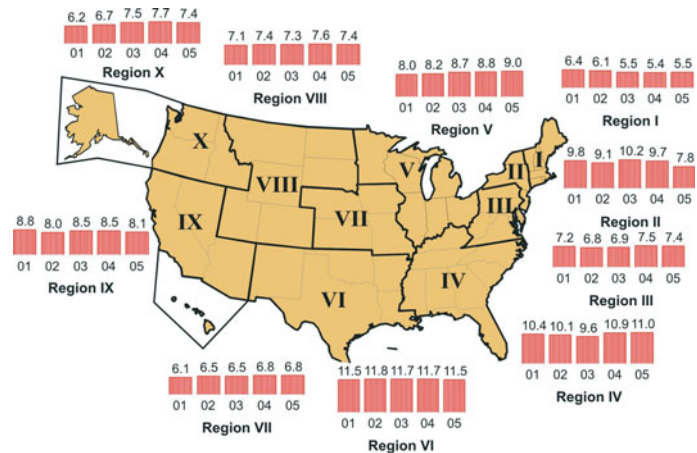 6.2 6.7 7.5 7.7 7.4
01 02 03 04 05
Region X
7.1 7.4 7.3 7.6 7.4
01 02 03 04 05
Region VIII
8.0 8.2 8.7 8.8 9.0
01 02 03 04 05
Region V
6.4 6.1 5.5 5.4 5.5
01 02 03 04 05
Region I
9.8 9.1 10.2 9.7 7.8
01 02 03 04 05
Region II
8.8 8.0 8.5 8.5 8.1
01 02 03 04 05
Region IX
7.2 6.8 6.9 7.5 7.4
01 02 03 04 05
Region III
10.4 10.1 9.6 10.9 11.0
01 02 03 04 05
Region IV
6.1 6.5 6.5 6.8 6.8
01 02 03 04 05
Region VII
11.5 11.8 11.7 11.7 11.5
01 02 03 04 05
Region VI
X
VIII
V
I
II
III
IX
VII
IV
VI